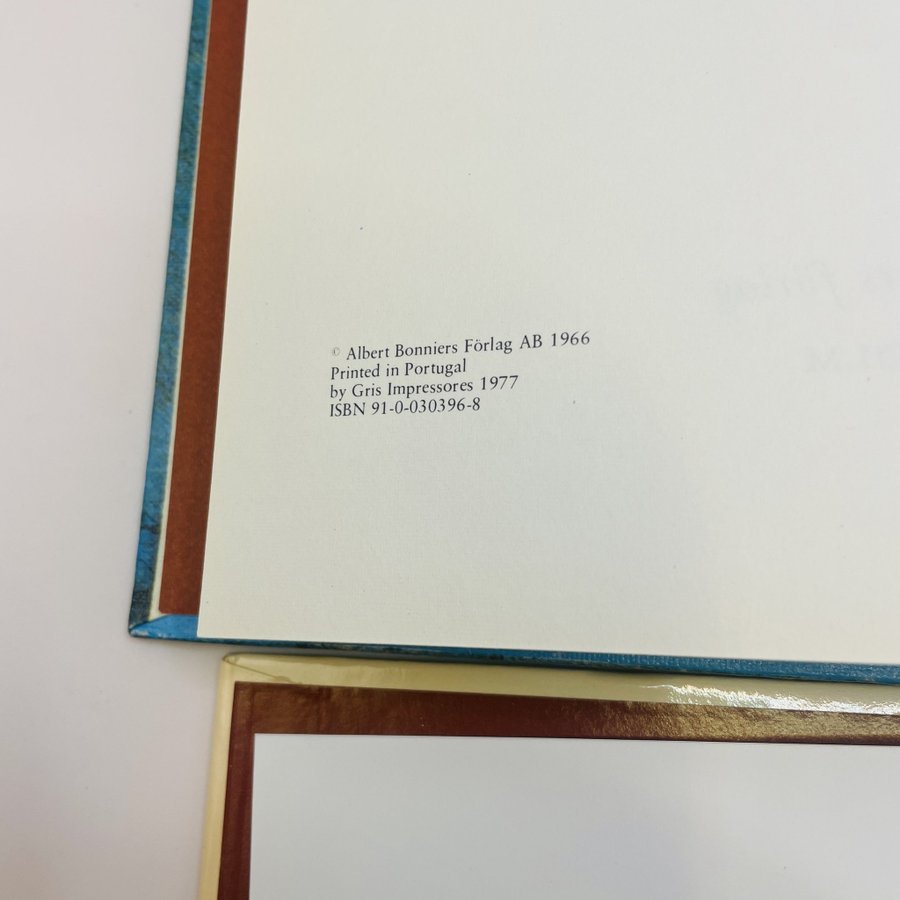 © Albert Bonniers Förlag AB 1966
Printed in Portugal
by Gris Impressores 1977
ISBN 91-0-030396-8